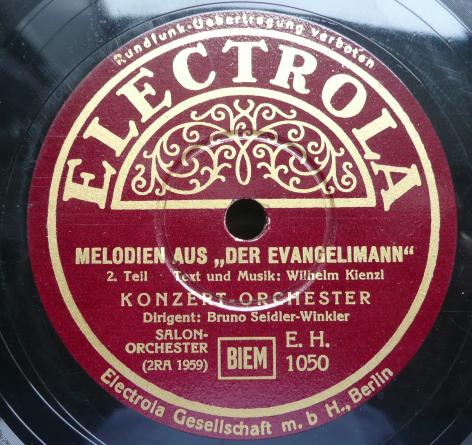 Rundfunk-Uebertragung verboten
ELECTROLA
MELODIEN AUS „DER EVANGELIMANN“
2. Teil Text und Musik: Wilhelm Kienzl
KONZERT-ORCHESTER
Dirigent: Bruno Seidler-Winkler
SALON-
ORCHESTER
(2RA 1959)
BIEM
E. H.
1050
Electrola Gesellschaft m. b H., Berlin